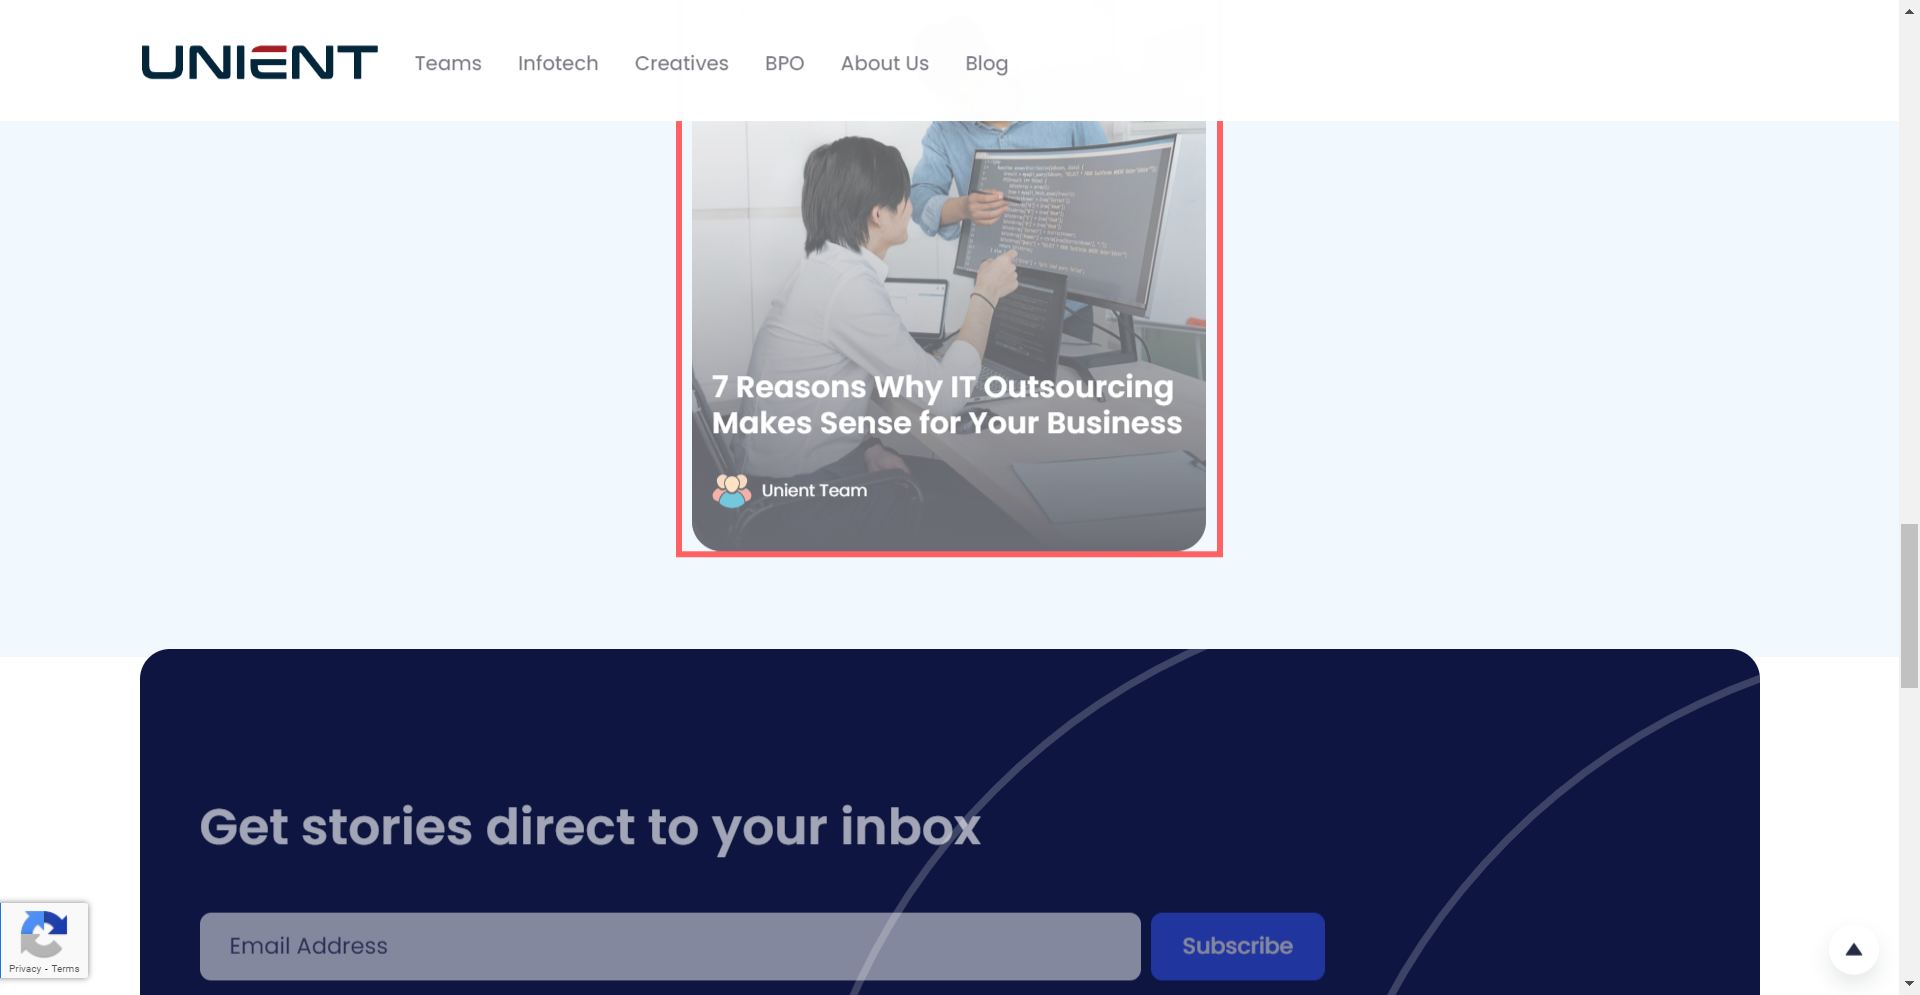 UNIENT
Teams
Infotech
Creatives
BPO
About Us
Blog
7 Reasons Why IT Outsourcing
Makes Sense for Your Business
Unient Team
Get stories direct to your inbox
Email Address
Subscribe
Privacy - Terms